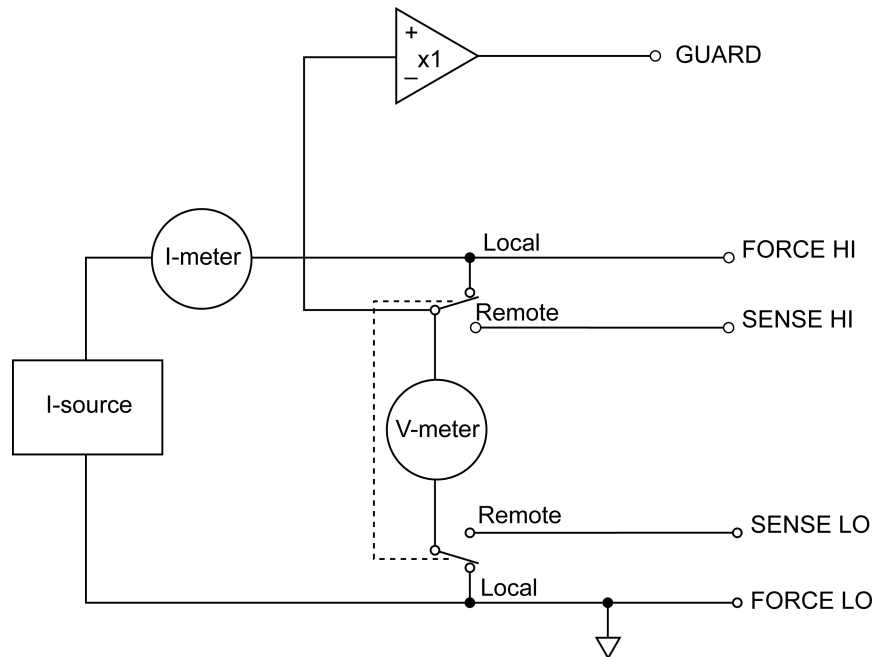 +
x1
–
GUARD
Local
FORCE HI
I-meter
Remote
SENSE HI
I-source
V-meter
Remote
SENSE LO
Local
FORCE LO